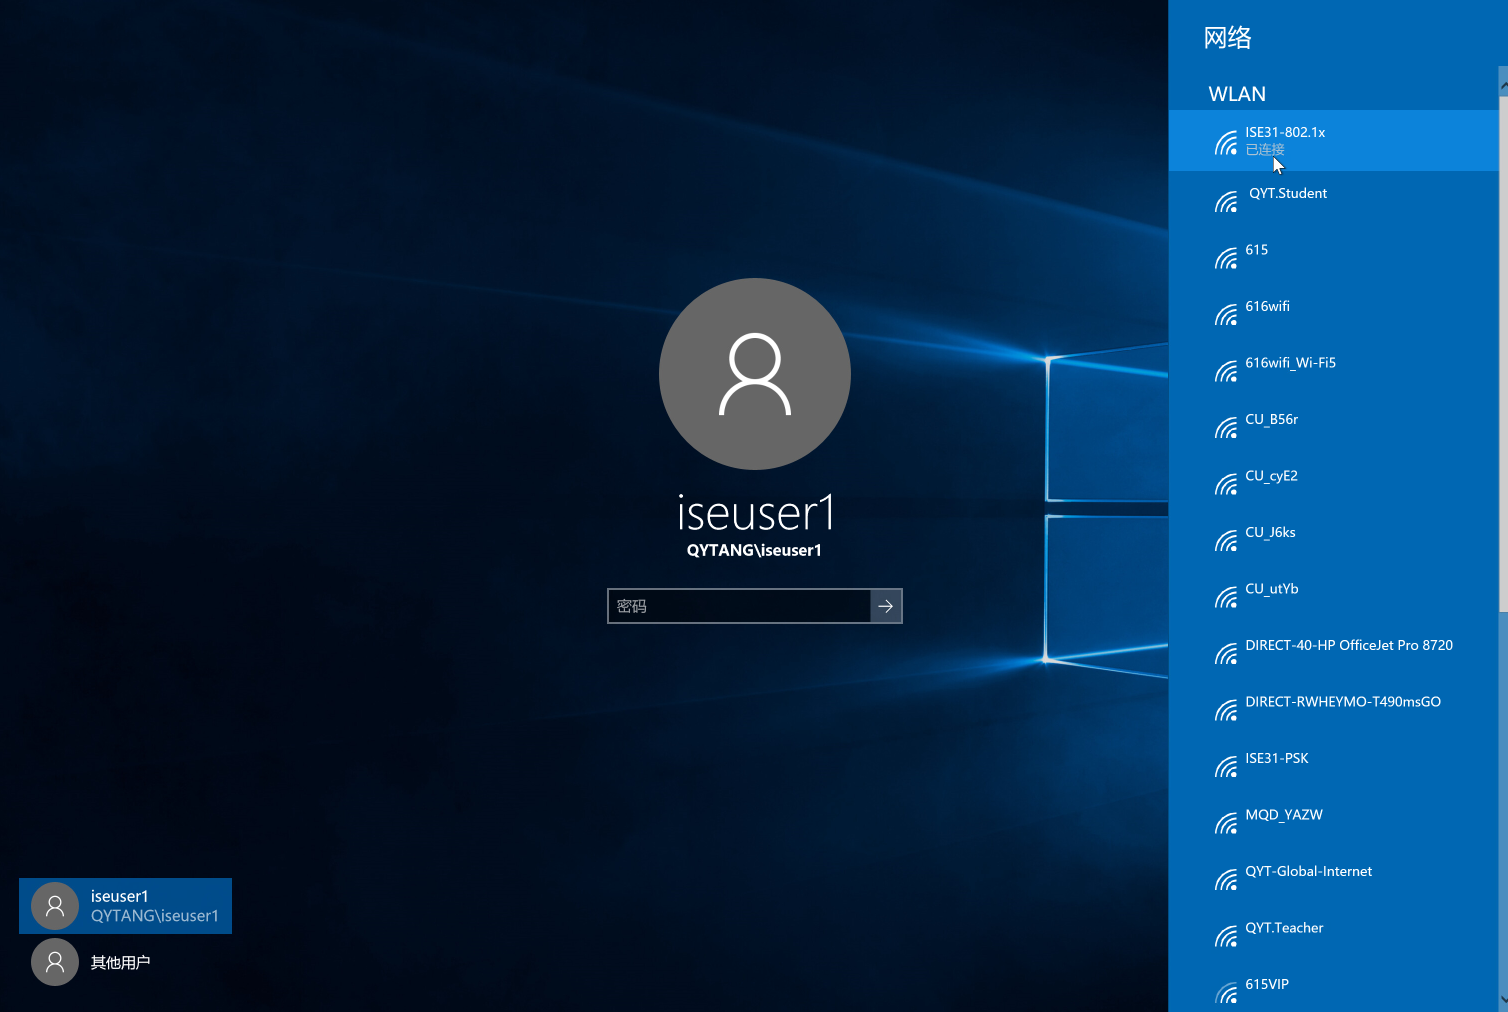 网络
WLAN
ISE31-802.1x
已连接
QYT.Student
615
616wifi
616wifi_Wi-Fi5
CU_B56r
CU_cyE2
CU_J6ks
CU_utYb
DIRECT-40-HP OfficeJet Pro 8720
DIRECT-RWHEYMO-T490msGO
ISE31-PSK
MQD_YAZW
QYT-Global-Internet
QYT.Teacher
615VIP
iseuser1
QYTANG\iseuser1
密码
iseuser1
QYTANG\iseuser1
其他用户